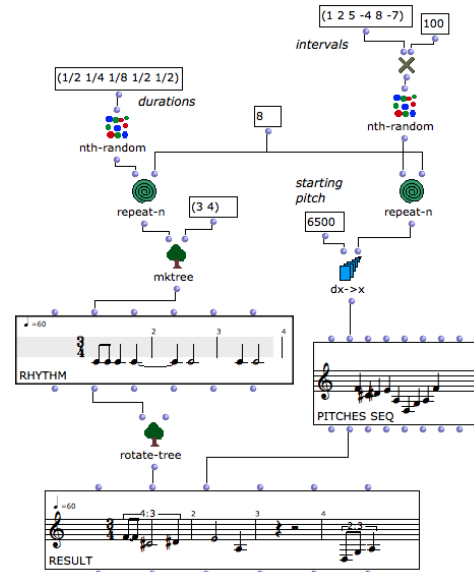 (1 2 5 -4 8 -7)
100
intervals
(1/2 1/4 1/8 1/2 1/2)
durations
8
nth-random
nth-random
starting
pitch
repeat-n
repeat-n
(3 4)
6500
mktree
dx->x
♩ =60
2
3
4
3
4
RHYTHM
PITCHES SEQ
rotate-tree
♩ =60
4:3
2
3
4
2:3
3
4
RESULT